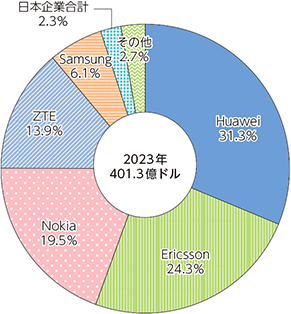 日本企業合計
2.3%
その他
2.7%
Samsung
6.1%
Huawei
31.3%
ZTE
13.9%
2023年
401.3億ドル
Nokia
19.5%
Ericsson
24.3%